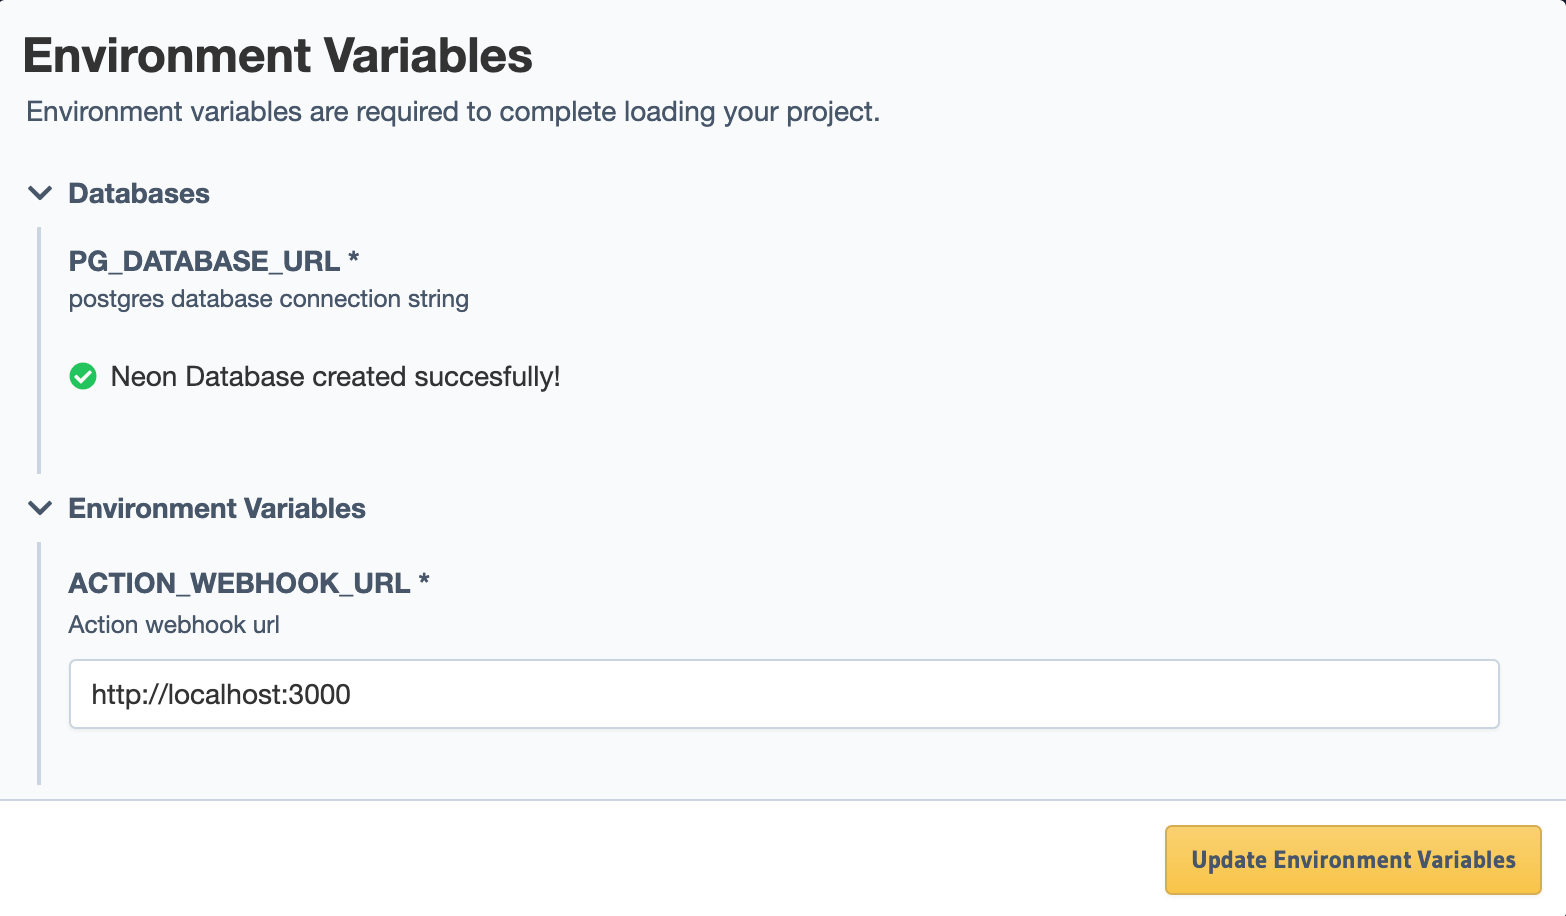 Environment Variables
Environment variables are required to complete loading your project.
Databases
PG_DATABASE_URL *
postgres database connection string
Neon Database created succesfully!
Environment Variables
ACTION_WEBHOOK_URL *
Action webhook url
http://localhost:3000
Update Environment Variables